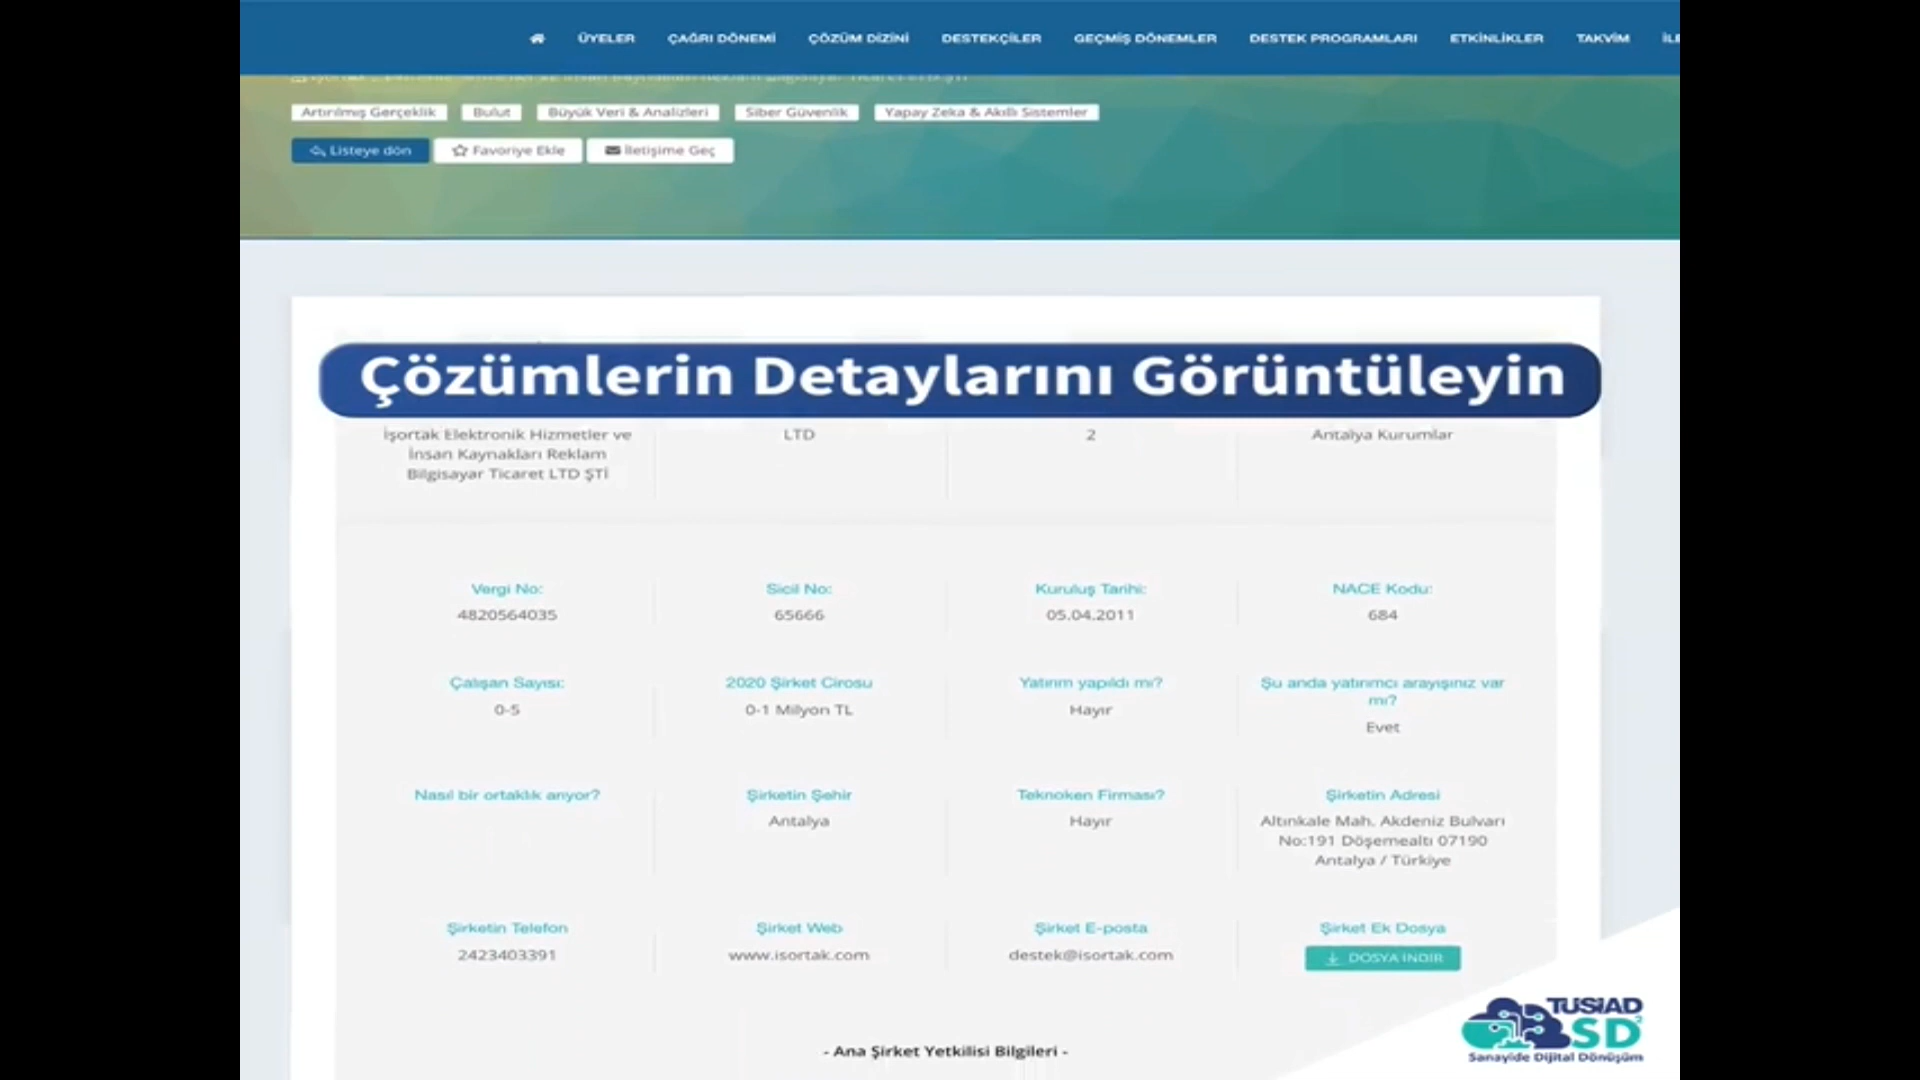 ÜYELER ÇAĞRI DÖNEMİ ÇÖZÜM DİZİNİ DESTEKÇİLER GEÇMİŞ DÖNEMLER DESTEK PROGRAMLARI ETKİNLİKLER TAKVİM
Artırılmış Gerçeklik Bulut Büyük Veri & Analizleri Siber Güvenlik Yapay Zeka & Akıllı Sistemler
Listeye dön Favoriye Ekle İletişime Geç
Çözümlerin Detaylarını Görüntüleyin
İşortak Elektronik Hizmetler ve LTD 2 Antalya Kurumlar
İnsan Kaynakları Reklam
Bilgisayar Ticaret LTD ŞTİ
Vergi No: Sicil No: Kuruluş Tarihi: NACE Kodu:
4820564035 65666 05.04.2011 684
Çalışan Sayısı: 2020 Şirket Cirosu Yatırım yapıldı mı? Şu anda yatırımcı arayışınız var
mı?
0-5 0-1 Milyon TL Hayır
Evet
Nasıl bir ortaklık arıyor? Şirketin Şehir Teknoken Firması? Şirketin Adresi
Antalya Hayır Altınkale Mah. Akdeniz Bulvarı
No:191 Döşemealtı 07190
Antalya / Türkiye
Şirketin Telefon Şirket Web Şirket E-posta Şirket Ek Dosya
2423403391 www.isortak.com destek@isortak.com DOSYA İNDİR
TUSİAD
SD²
Sanayide Dijital Dönüşüm
- Ana Şirket Yetkilisi Bilgileri -